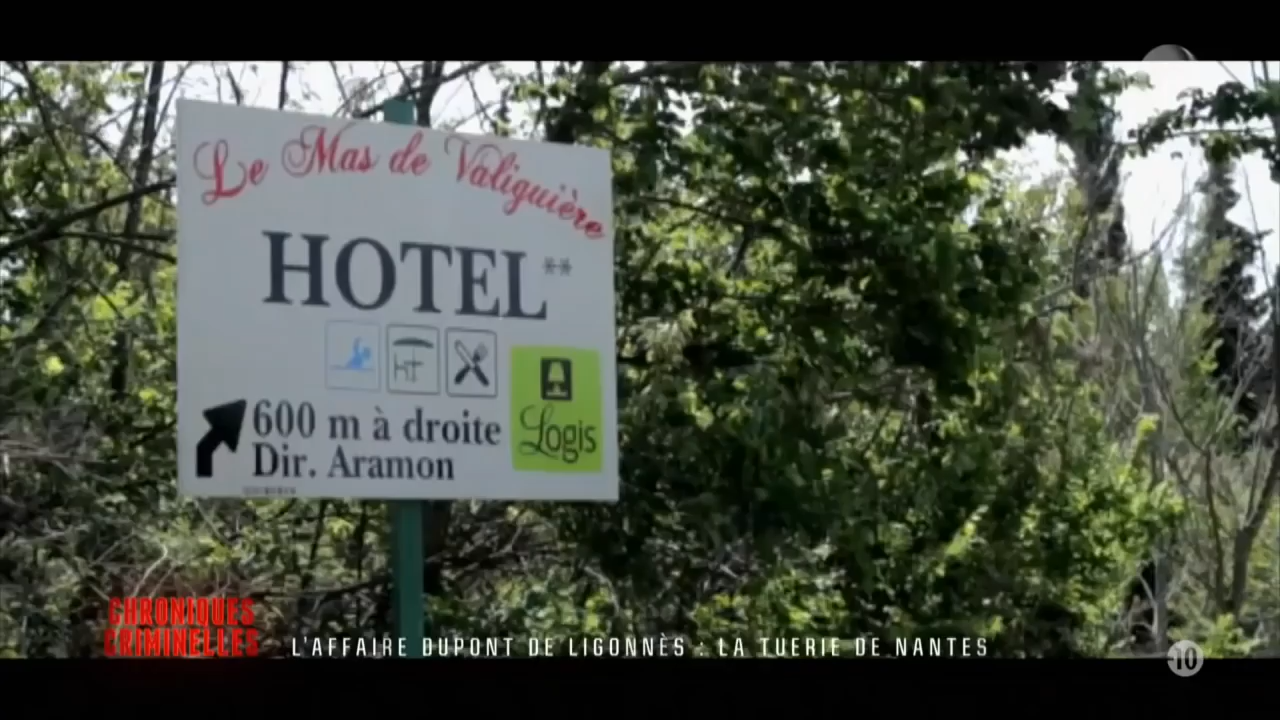 Le Mas de Valiguière
HOTEL**
Logis
600 m à droite
Dir. Aramon
CHRONIQUES
CRIMINELLES
L'AFFAIRE DUPONT DE LIGONNÈS : LA TUERIE DE NANTES
10